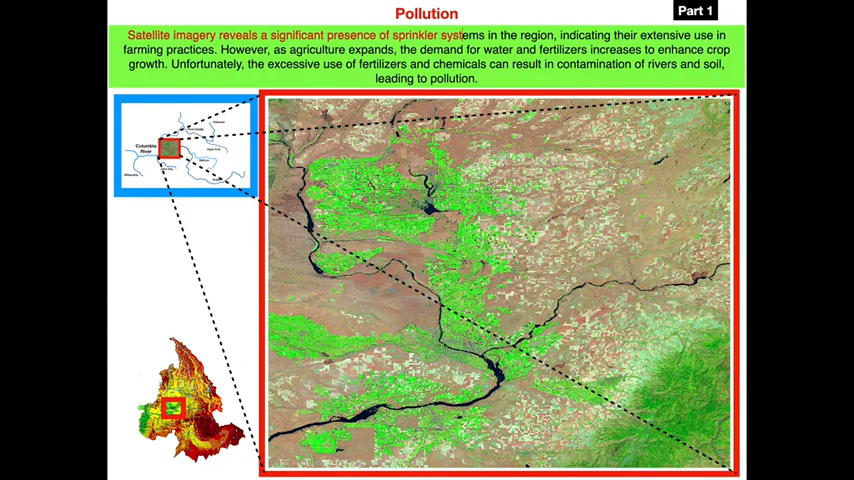 Pollution
Part 1
Satellite imagery reveals a significant presence of sprinkler systems in the region, indicating their extensive use in
farming practices. However, as agriculture expands, the demand for water and fertilizers increases to enhance crop
growth. Unfortunately, the excessive use of fertilizers and chemicals can result in contamination of rivers and soil,
leading to pollution.
Columbia
River